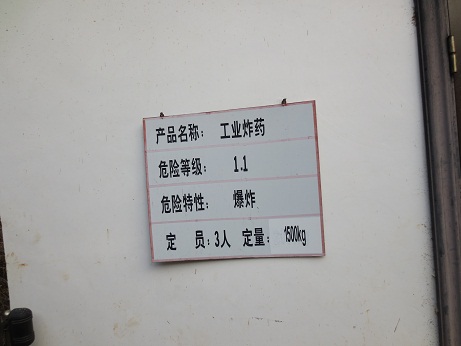 产品名称： 工业炸药
危险等级： 1.1
危险特性： 爆炸
定 员：3人 定量： 1500kg